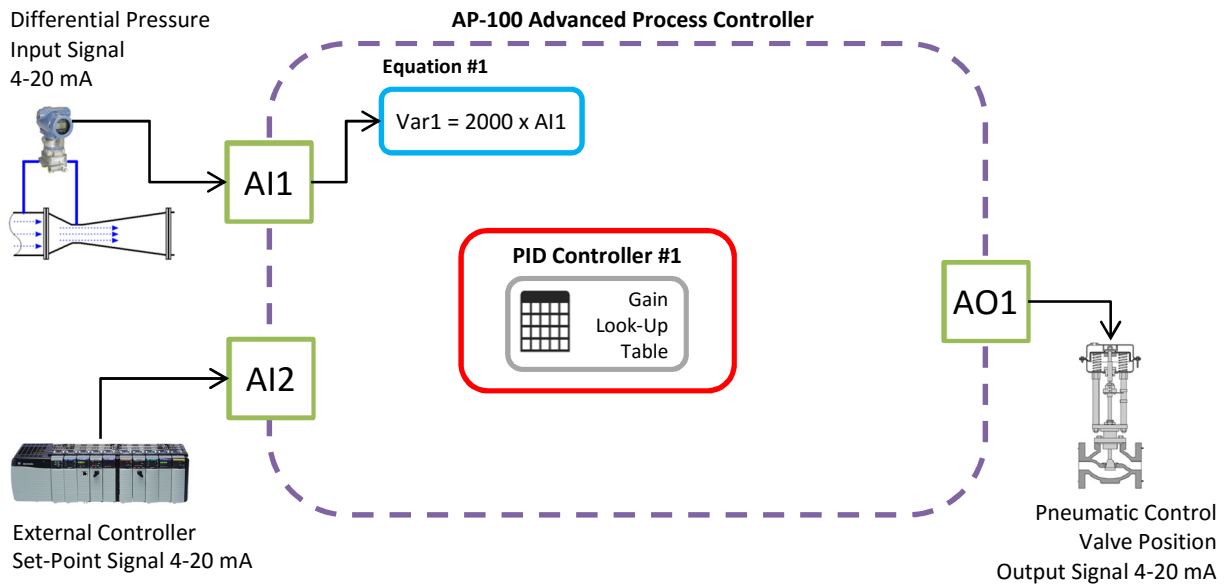 Differential Pressure
Input Signal
4-20 mA
AP-100 Advanced Process Controller
Equation #1
Var1 = 2000 x AI1
AI1
PID Controller #1
Gain
Look-Up
Table
AO1
AI2
External Controller
Set-Point Signal 4-20 mA
Pneumatic Control
Valve Position
Output Signal 4-20 mA